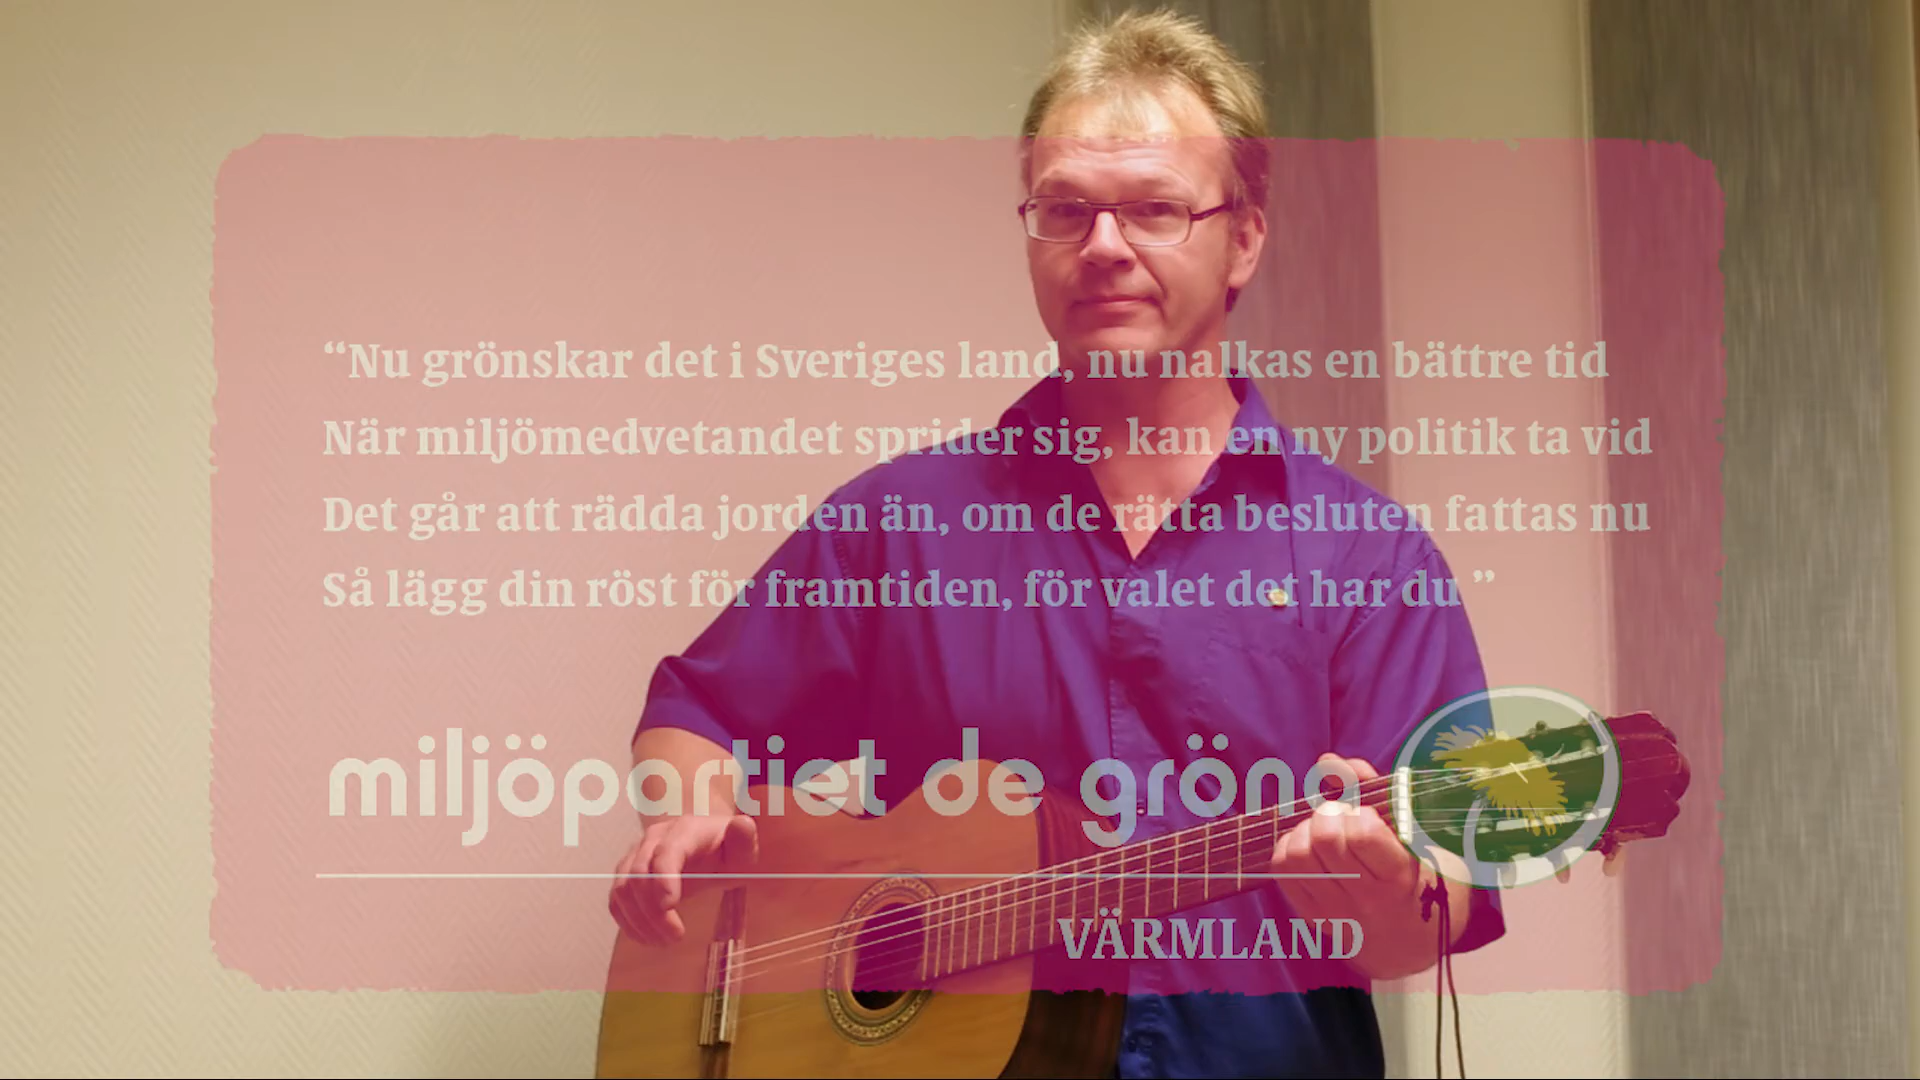 “Nu grönskar det i Sveriges land, nu nalkas en bättre tid
När miljömedvetandet sprider sig, kan en ny politik ta vid
Det går att rädda jorden än, om de rätta besluten fattas nu
Så lägg din röst för framtiden, för valet det har du ”
miljöpartiet de gröna
VÄRMLAND